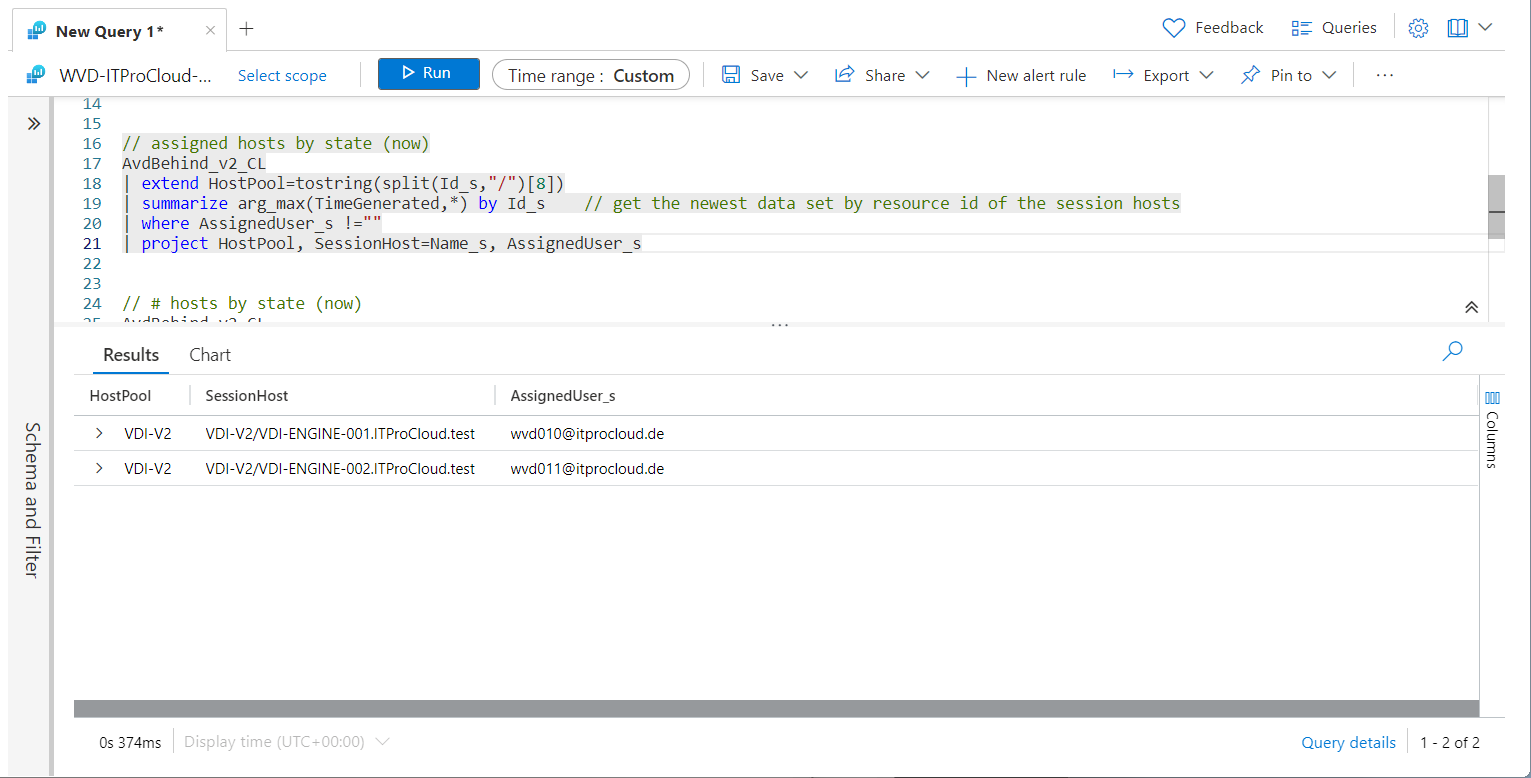 New Query 1*
Feedback
Queries
WVD-ITProCloud-...
Select scope
Run
Time range : Custom
Save
Share
New alert rule
Export
Pin to
14
15
16 // assigned hosts by state (now)
17 AvdBehind_v2_CL
18 | extend HostPool=tostring(split(Id_s,"/")[8])
19 | summarize arg_max(TimeGenerated,*) by Id_s    // get the newest data set by resource id of the session hosts
20 | where AssignedUser_s !=""
21 | project HostPool, SessionHost=Name_s, AssignedUser_s
22
23
24 // # hosts by state (now)
25 AvdBehind_v2_CL
Schema and Filter
Results Chart
HostPool SessionHost AssignedUser_s
VDI-V2 VDI-V2/VDI-ENGINE-001.ITProCloud.test wvd010@itprocloud.de
VDI-V2 VDI-V2/VDI-ENGINE-002.ITProCloud.test wvd011@itprocloud.de
Columns
0s 374ms
Display time (UTC+00:00)
Query details
1 - 2 of 2